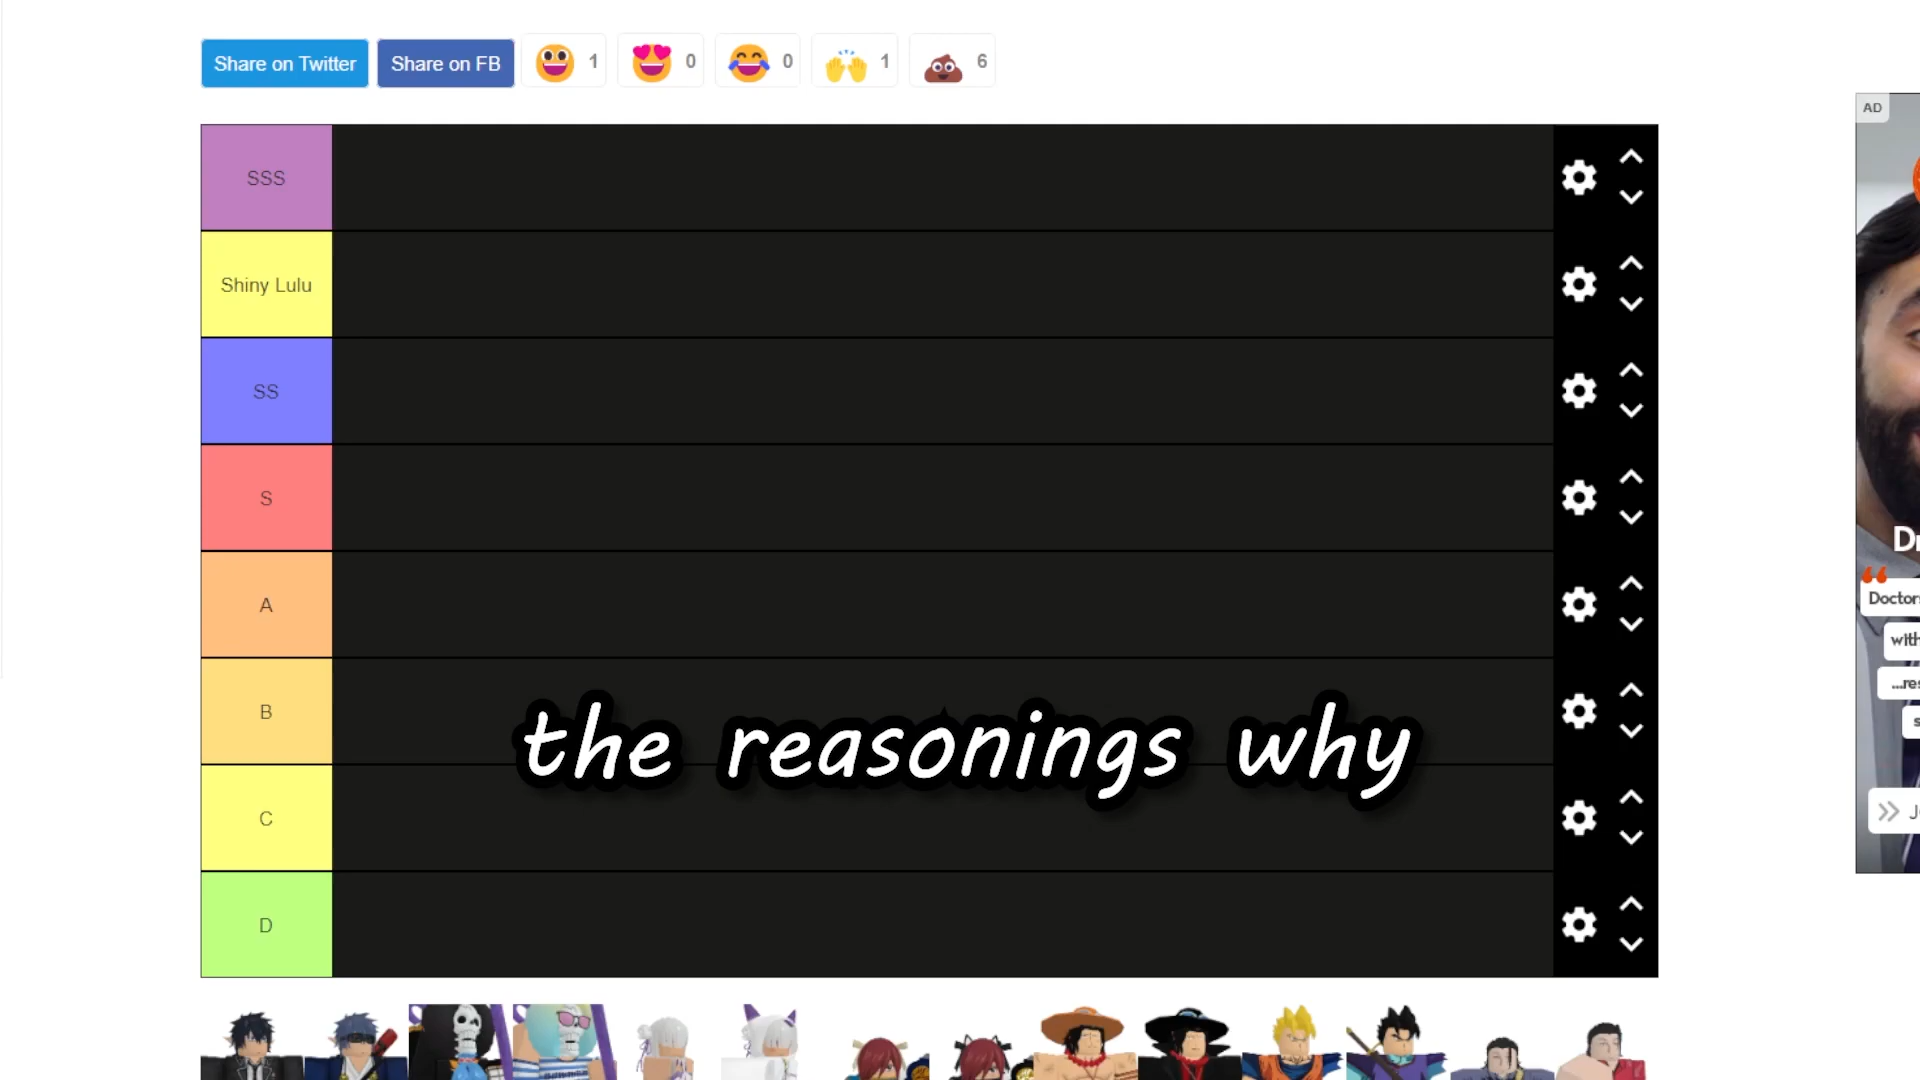 Share on Twitter
Share on FB
1
0
0
1
6
AD
SSS
Shiny Lulu
SS
S
A
B
C
D
the reasonings why
Doctor
with
...res